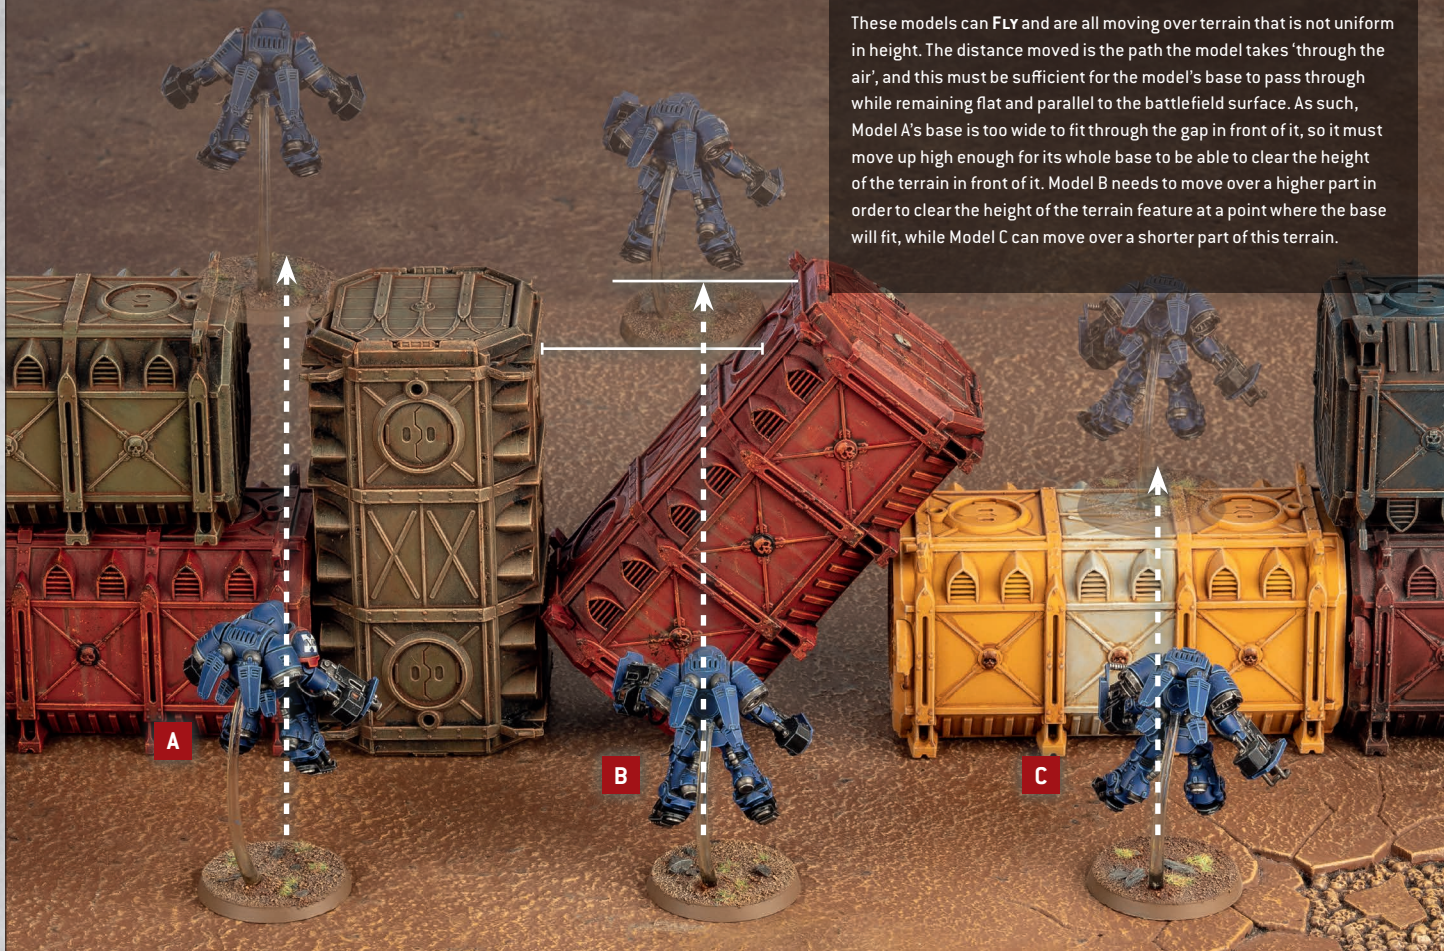 These models can FLY and are all moving over terrain that is not uniform
in height. The distance moved is the path the model takes ‘through the
air’, and this must be sufficient for the model’s base to pass through
while remaining flat and parallel to the battlefield surface. As such,
Model A’s base is too wide to fit through the gap in front of it, so it must
move up high enough for its whole base to be able to clear the height
of the terrain in front of it. Model B needs to move over a higher part in
order to clear the height of the terrain feature at a point where the base
will fit, while Model C can move over a shorter part of this terrain.
A
B
C